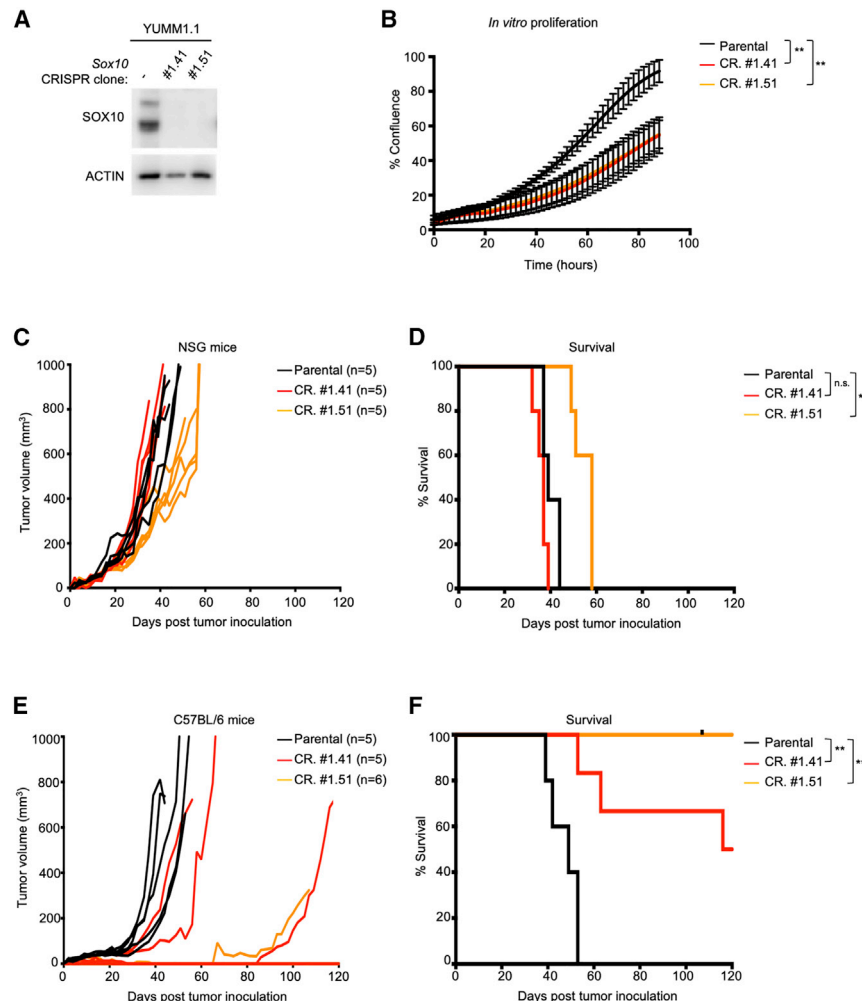 A
YUMM1.1
Sox10
CRISPR clone:
-
#1.41
#1.51
SOX10
ACTIN
B
In vitro proliferation
% Confluence
100
80
60
40
20
0
0 20 40 60 80 100
Time (hours)
Parental
CR. #1.41
CR. #1.51
**
**
C
NSG mice
Tumor volume (mm³)
1000
800
600
400
200
0
0 20 40 60 80 100 120
Days post tumor inoculation
Parental (n=5)
CR. #1.41 (n=5)
CR. #1.51 (n=5)
D
Survival
% Survival
100
80
60
40
20
0
0 20 40 60 80 100 120
Days post tumor inoculation
Parental
CR. #1.41
CR. #1.51
n.s.
E
C57BL/6 mice
Tumor volume (mm³)
1000
800
600
400
200
0
0 20 40 60 80 100 120
Days post tumor inoculation
Parental (n=5)
CR. #1.41 (n=5)
CR. #1.51 (n=6)
F
Survival
% Survival
100
80
60
40
20
0
0 20 40 60 80 100 120
Days post tumor inoculation
Parental
CR. #1.41
CR. #1.51
**